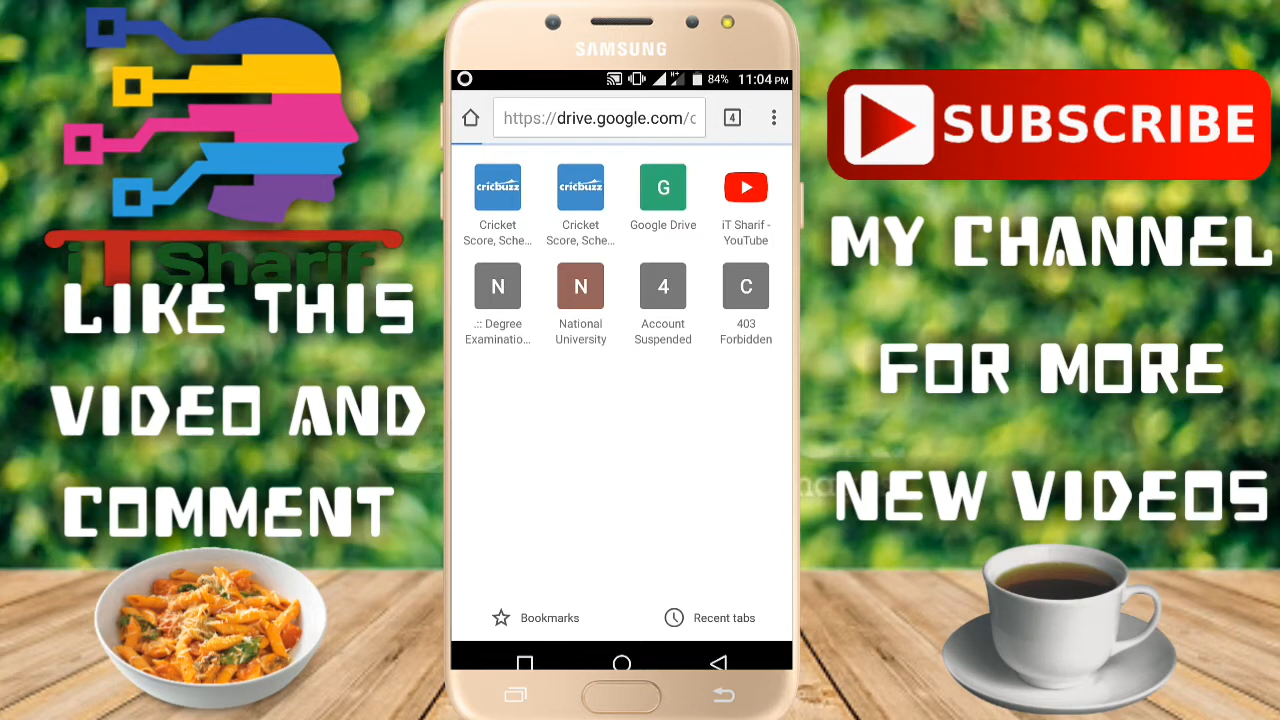 iT Sharif
LIKE THIS
VIDEO AND
COMMENT
SAMSUNG
H+
84% 11:04 PM
https://drive.google.com/c
4
cricbuzz
cricbuzz
G
Cricket
Score, Sche...
Cricket
Score, Sche...
Google Drive
iT Sharif -
YouTube
N
N
4
C
.:: Degree
Examinatio...
National
University
Account
Suspended
403
Forbidden
Bookmarks
Recent tabs
SUBSCRIBE
MY CHANNEL
FOR MORE
NEW VIDEOS